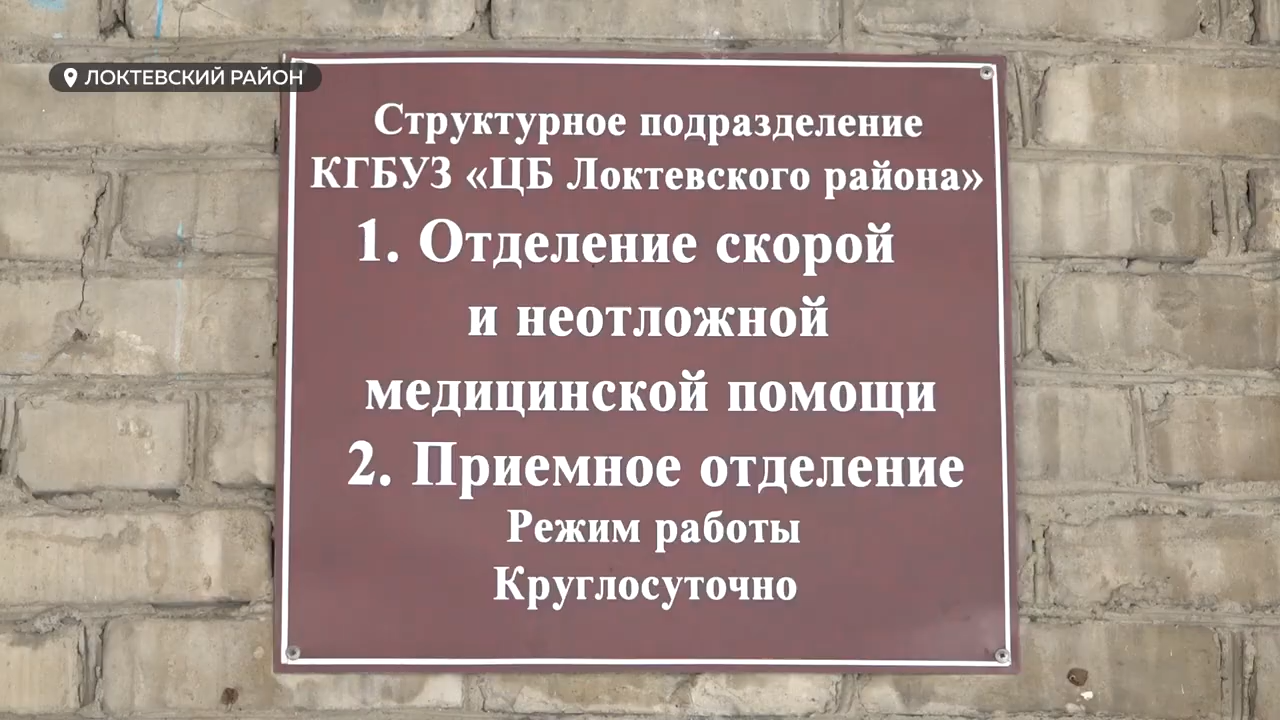 ЛОКТЕВСКИЙ РАЙОН
Структурное подразделение
КГБУЗ «ЦБ Локтевского района»
1. Отделение скорой
и неотложной
медицинской помощи
2. Приемное отделение
Режим работы
Круглосуточно